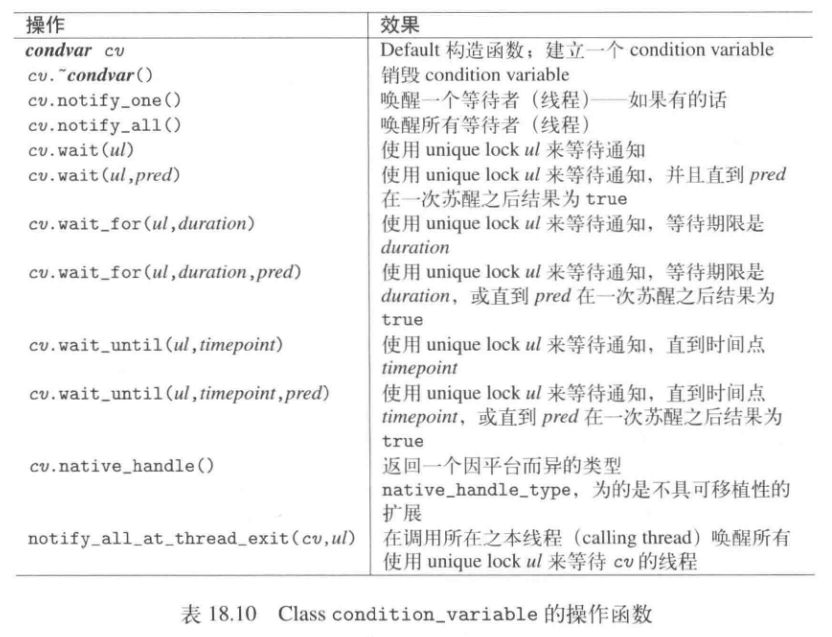 操作 效果
condvar cv Default 构造函数；建立一个 condition variable
cv.~condvar() 销毁 condition variable
cv.notify_one() 唤醒一个等待者（线程）——如果有的话
cv.notify_all() 唤醒所有等待者（线程）
cv.wait(ul) 使用 unique lock ul 来等待通知
cv.wait(ul,pred) 使用 unique lock ul 来等待通知，并且直到 pred
在一次苏醒之后结果为 true
cv.wait_for(ul,duration) 使用 unique lock ul 来等待通知，等待期限是
duration
cv.wait_for(ul,duration,pred) 使用 unique lock ul 来等待通知，等待期限是
duration，或直到 pred 在一次苏醒之后结果为
true
cv.wait_until(ul,timepoint) 使用 unique lock ul 来等待通知，直到时间点
timepoint
cv.wait_until(ul,timepoint,pred) 使用 unique lock ul 来等待通知，直到时间点
timepoint，或直到 pred 在一次苏醒之后结果为
true
cv.native_handle() 返回一个因平台而异的类型
native_handle_type，为的是不具可移植性的
扩展
notify_all_at_thread_exit(cv,ul) 在调用所在之本线程（calling thread）唤醒所有
使用 unique lock ul 来等待 cv 的线程
表 18.10 Class condition_variable 的操作函数